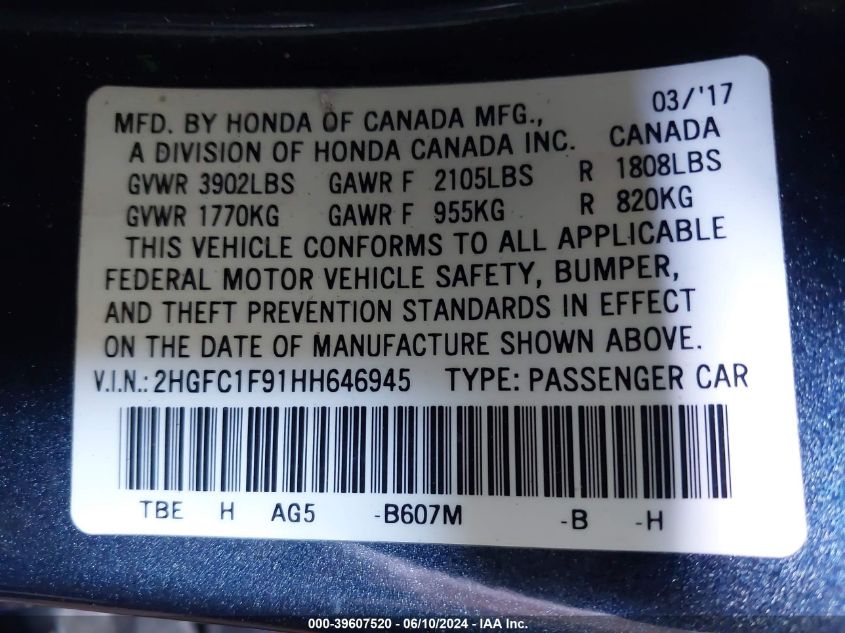 03/'17
MFD. BY HONDA OF CANADA MFG.,
A DIVISION OF HONDA CANADA INC. CANADA
GVWR 3902LBS GAWR F 2105LBS R 1808LBS
GVWR 1770KG GAWR F 955KG R 820KG
THIS VEHICLE CONFORMS TO ALL APPLICABLE
FEDERAL MOTOR VEHICLE SAFETY, BUMPER,
AND THEFT PREVENTION STANDARDS IN EFFECT
ON THE DATE OF MANUFACTURE SHOWN ABOVE.
V.I.N.: 2HGFC1F91HH646945 TYPE: PASSENGER CAR
TBE H AG5 -B607M -B -H
000-39607520 - 06/10/2024 - IAA Inc.